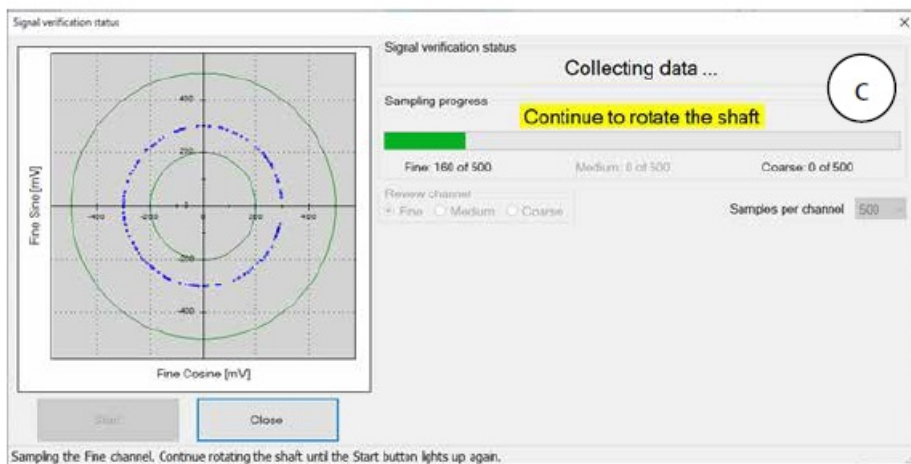 Signal verification status
Signal verification status
Collecting data ...
C
Sampling progress
Continue to rotate the shaft
Fine: 160 of 500 Medium: 0 of 500 Coarse: 0 of 500
Review channel
Fine Medium Coarse
Samples per channel 500
Fine Sine [mV]
400
200
-400 -200 0 200 400
0
-200
-400
Fine Cosine [mV]
Start Close
Sampling the Fine channel. Continue rotating the shaft until the Start button lights up again.